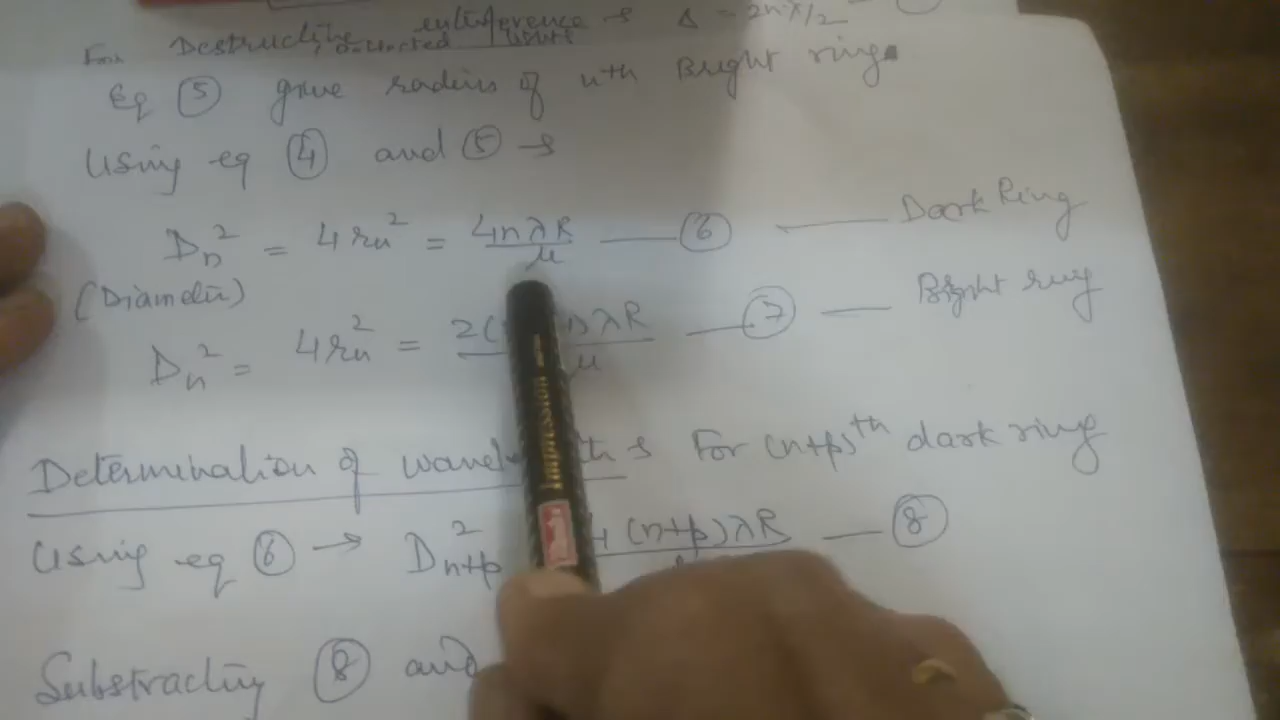 For Destructive interference → Δ = 2nλ/2
Eq ⑤ give radius of nth Bright ring.
Using eq ④ and ⑤ →
Dn² = 4rn² = 4nλR/μ — ⑥ — Dark Ring
(Diameter)
Dn² = 4rn² = 2( λR/μ — ⑦ — Bright ring
Determination of For (n+p)th dark ring
Using eq ⑥ → D²n+p (n+p)λR — ⑧
Substracting ⑧ and